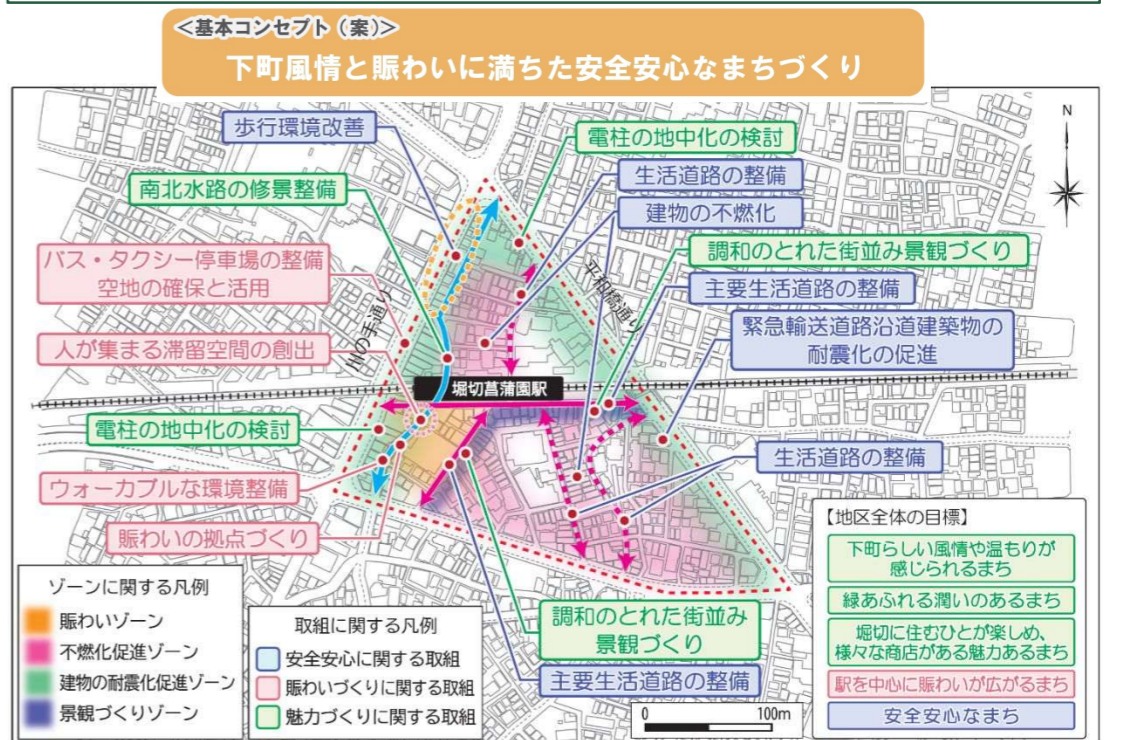 <基本コンセプト（案）>
下町風情と賑わいに満ちた安全安心なまちづくり
歩行環境改善
電柱の地中化の検討
N
南北水路の修景整備
生活道路の整備
建物の不燃化
バス・タクシー停車場の整備
空地の確保と活用
川の手通り
平和橋通り
調和のとれた街並み景観づくり
主要生活道路の整備
緊急輸送道路沿道建築物の
耐震化の促進
人が集まる滞留空間の創出
堀切菖蒲園駅
電柱の地中化の検討
生活道路の整備
ウォーカブルな環境整備
賑わいの拠点づくり
調和のとれた街並み
景観づくり
主要生活道路の整備
ゾーンに関する凡例
賑わいゾーン
不燃化促進ゾーン
建物の耐震化促進ゾーン
景観づくりゾーン
取組に関する凡例
安全安心に関する取組
賑わいづくりに関する取組
魅力づくりに関する取組
0 100m
【地区全体の目標】
下町らしい風情や温もりが
感じられるまち
緑あふれる潤いのあるまち
堀切に住むひとが楽しめ、
様々な商店がある魅力あるまち
駅を中心に賑わいが広がるまち
安全安心なまち